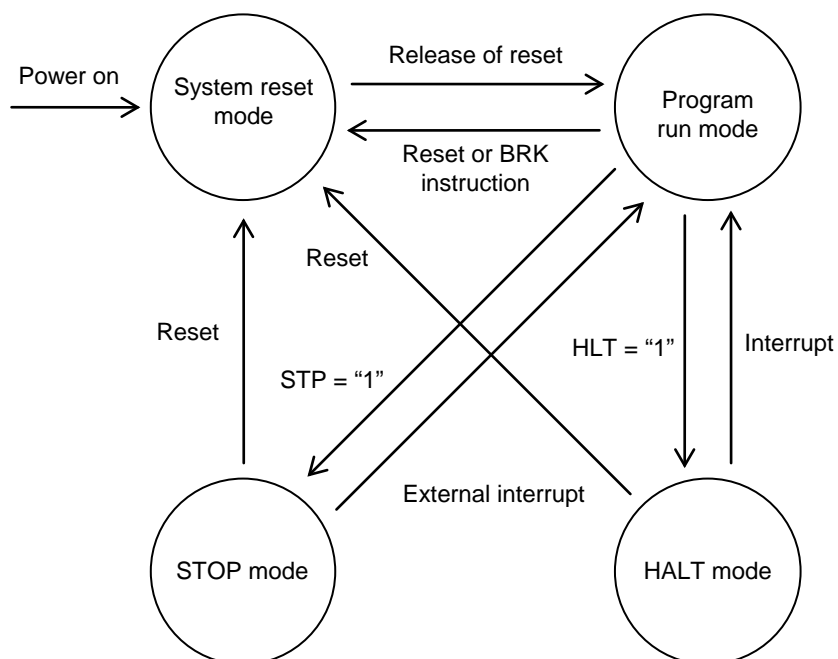 Release of reset
Power on
System reset
mode
Program
run mode
Reset or BRK
instruction
Reset
Reset
STP = “1”
HLT = “1”
Interrupt
External interrupt
STOP mode
HALT mode